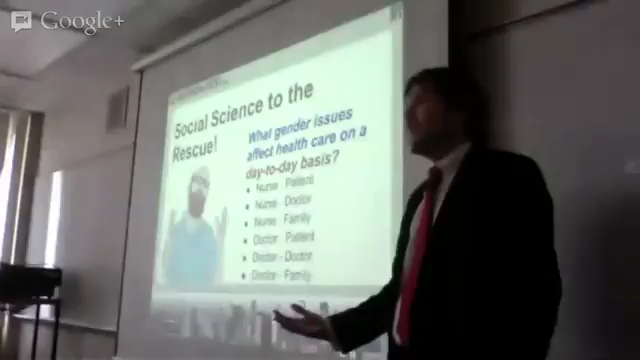 Google+
Social Science to the
Rescue!
What gender issues
affect health care on a
day-to-day basis?
• Nurse - Patient
• Nurse - Doctor
• Nurse - Family
• Doctor - Patient
• Doctor - Doctor
• Doctor - Family